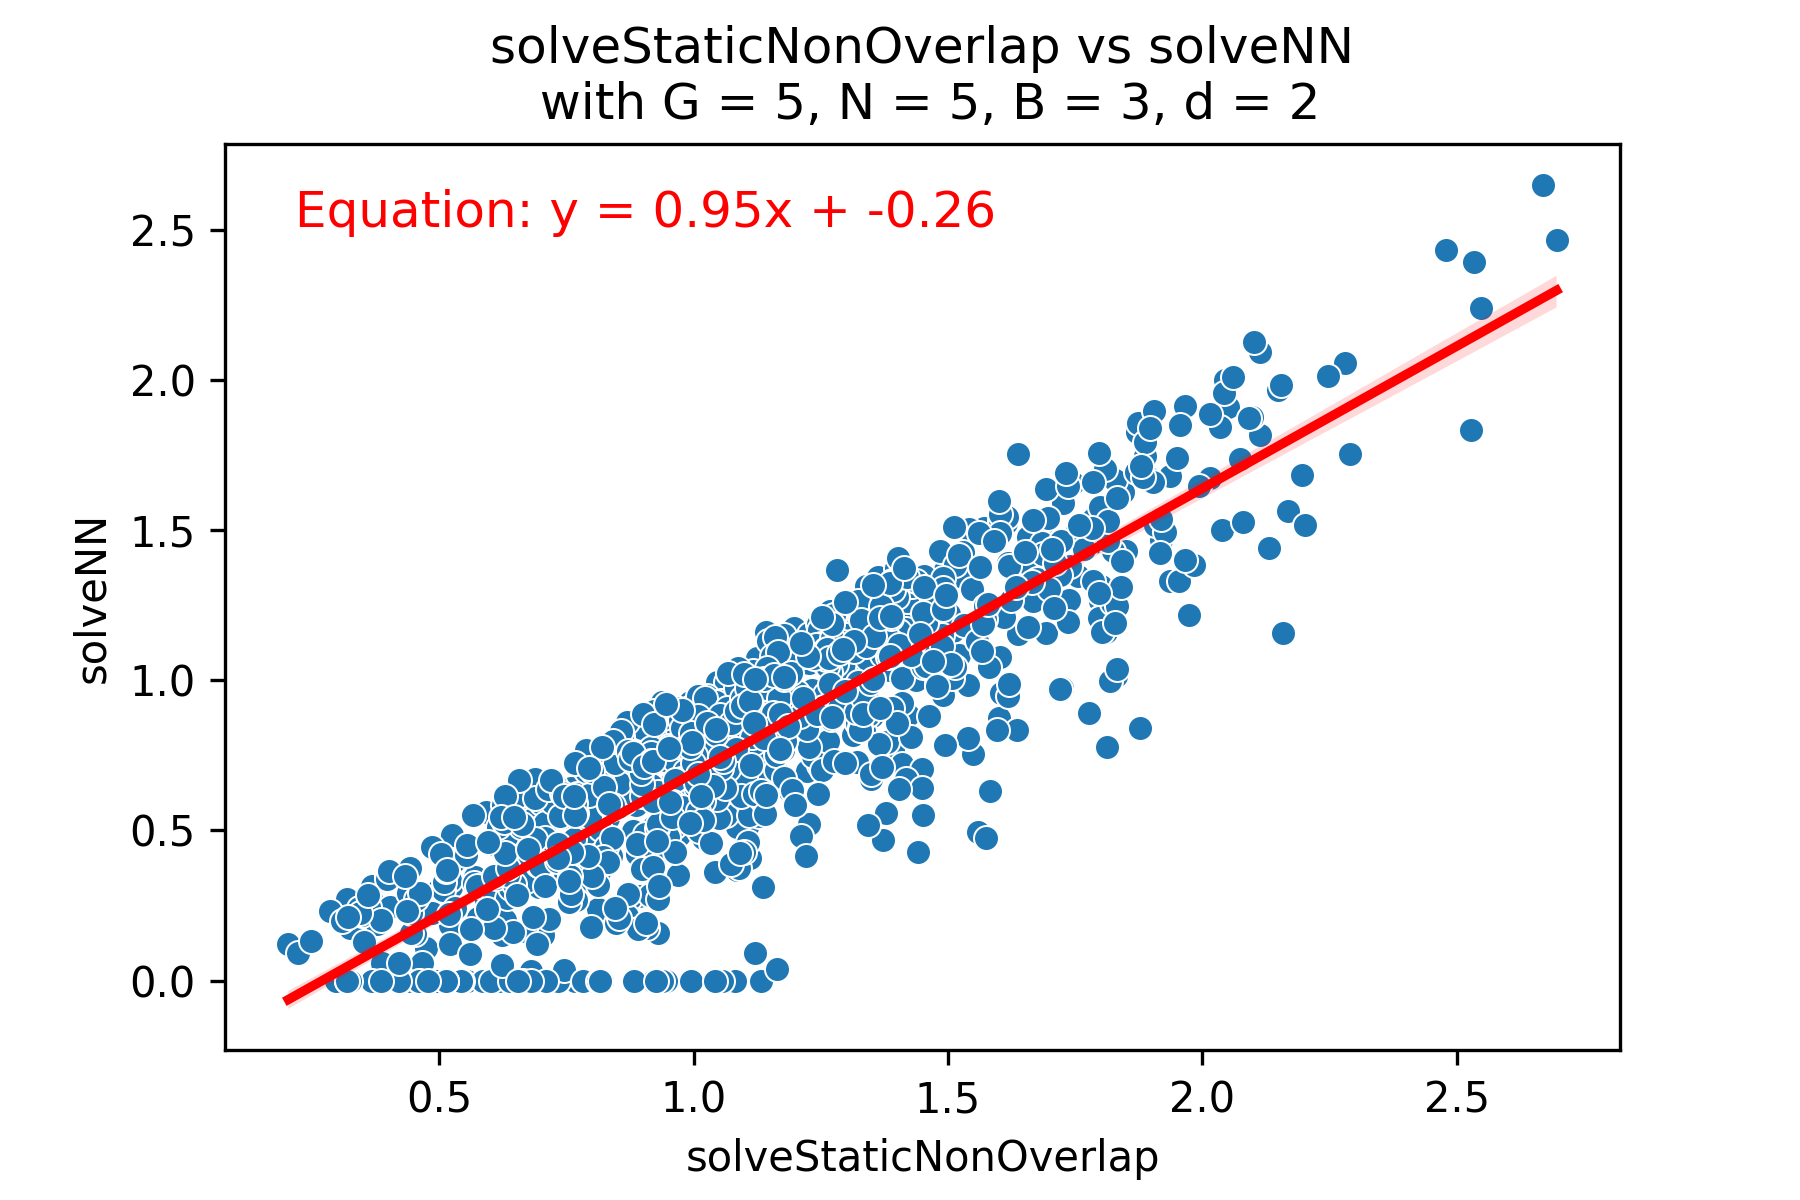 solveStaticNonOverlap vs solveNN
with G = 5, N = 5, B = 3, d = 2
Equation: y = 0.95x + -0.26
2.5
2.0
1.5
1.0
0.5
0.0
solveNN
0.5 1.0 1.5 2.0 2.5
solveStaticNonOverlap